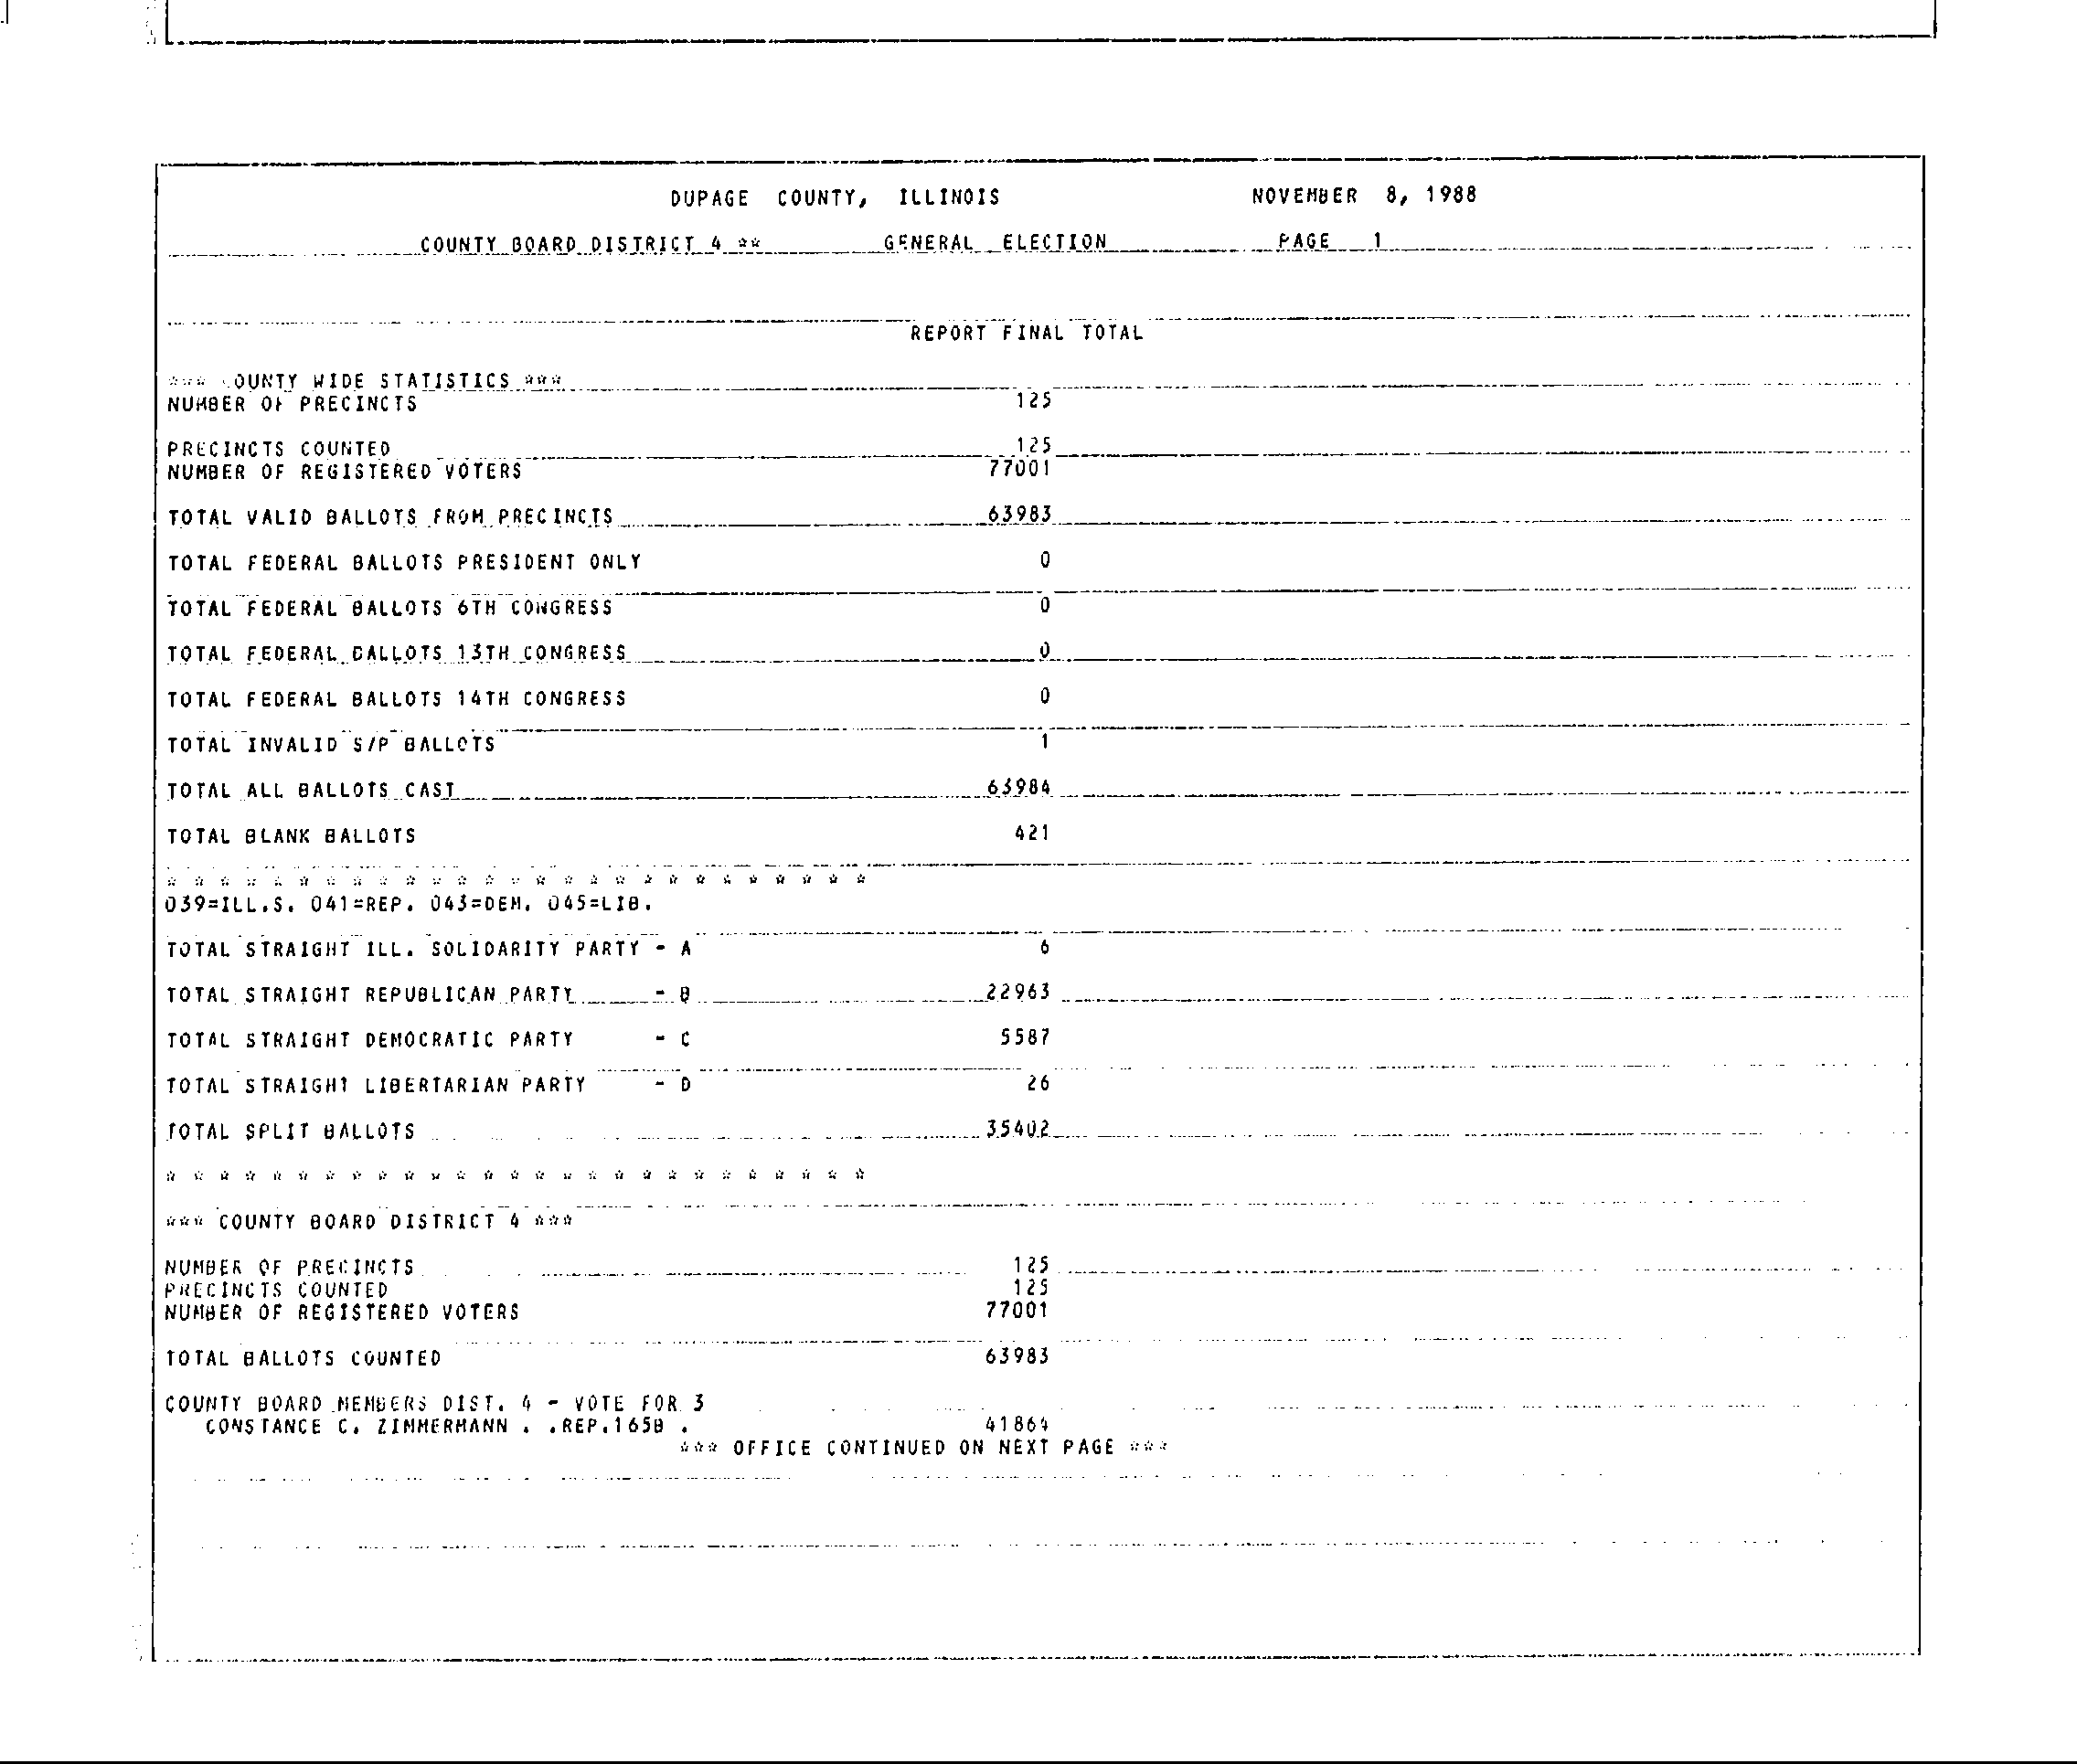 DUPAGE COUNTY, ILLINOIS NOVEMBER 8, 1988
COUNTY BOARD DISTRICT 4 ** GENERAL ELECTION PAGE 1
REPORT FINAL TOTAL
*** COUNTY WIDE STATISTICS ***
NUMBER OF PRECINCTS 125
PRECINCTS COUNTED 125
NUMBER OF REGISTERED VOTERS 77001
TOTAL VALID BALLOTS FROM PRECINCTS 63983
TOTAL FEDERAL BALLOTS PRESIDENT ONLY 0
TOTAL FEDERAL BALLOTS 6TH CONGRESS 0
TOTAL FEDERAL BALLOTS 13TH CONGRESS 0
TOTAL FEDERAL BALLOTS 14TH CONGRESS 0
TOTAL INVALID S/P BALLOTS 1
TOTAL ALL BALLOTS CAST 63984
TOTAL BLANK BALLOTS 421
* * * * * * * * * * * * * * * * * * * * * * * * * * *
039=ILL.S. 041=REP. 043=DEM. 045=LIB.
TOTAL STRAIGHT ILL. SOLIDARITY PARTY - A 6
TOTAL STRAIGHT REPUBLICAN PARTY - B 22963
TOTAL STRAIGHT DEMOCRATIC PARTY - C 5587
TOTAL STRAIGHT LIBERTARIAN PARTY - D 26
TOTAL SPLIT BALLOTS 35402
* * * * * * * * * * * * * * * * * * * * * * * * * * *
*** COUNTY BOARD DISTRICT 4 ***
NUMBER OF PRECINCTS 125
PRECINCTS COUNTED 125
NUMBER OF REGISTERED VOTERS 77001
TOTAL BALLOTS COUNTED 63983
COUNTY BOARD MEMBERS DIST. 4 - VOTE FOR 3
CONSTANCE C. ZIMMERMANN . .REP.165B . 41864
*** OFFICE CONTINUED ON NEXT PAGE ***